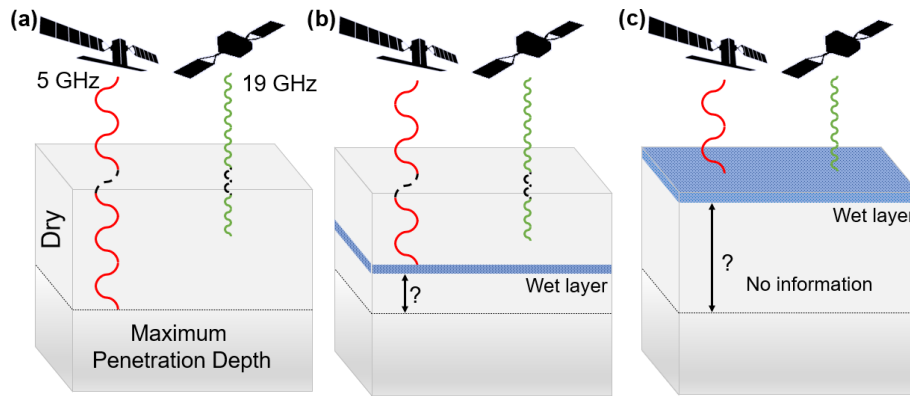 (a)
5 GHz
19 GHz
Dry
Maximum
Penetration Depth
(b)
Wet layer
?
(c)
Wet layer
?
No information